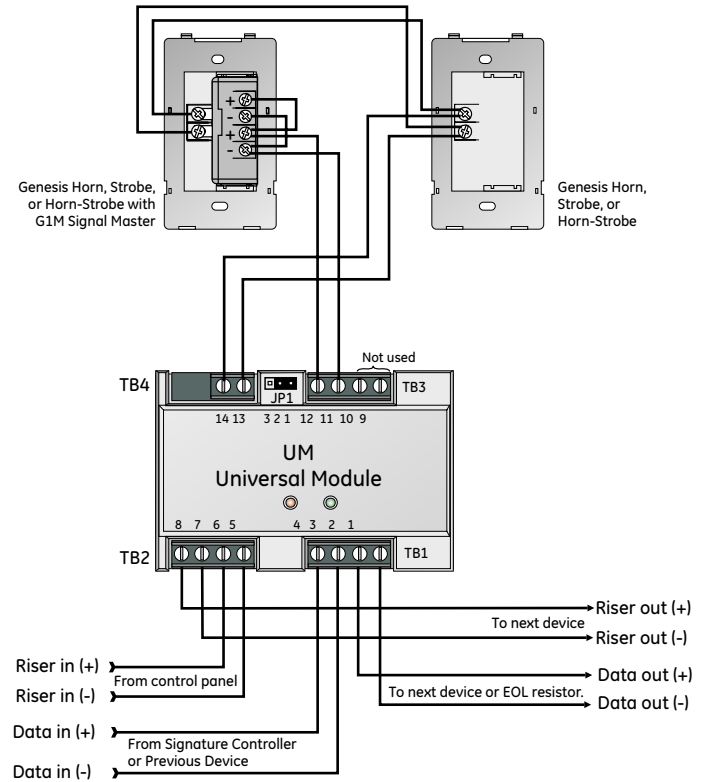 +
-
+
-
Genesis Horn, Strobe,
or Horn-Strobe with
G1M Signal Master
Genesis Horn,
Strobe, or
Horn-Strobe
Not used
TB4
JP1
TB3
14 13 3 2 1 12 11 10 9
UM
Universal Module
8 7 6 5 4 3 2 1
TB2
TB1
Riser out (+)
To next device
Riser out (-)
Riser in (+)
From control panel
Riser in (-)
Data out (+)
To next device or EOL resistor.
Data out (-)
Data in (+)
From Signature Controller
or Previous Device
Data in (-)